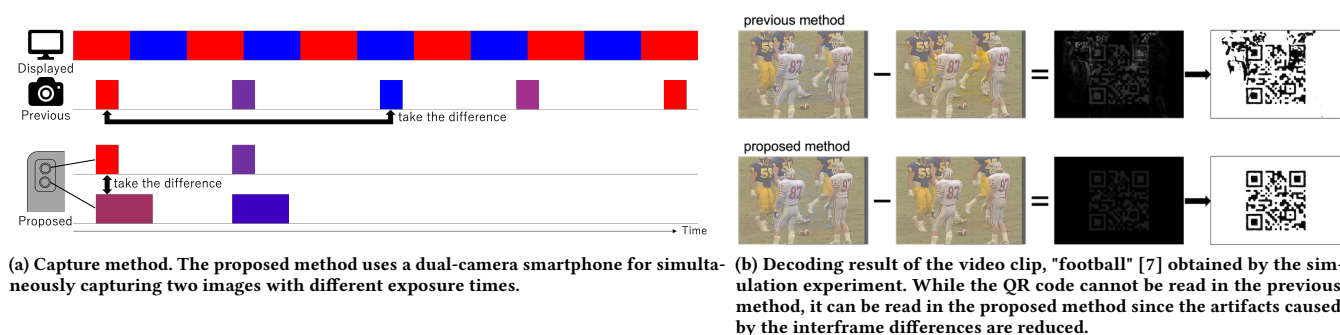 Displayed
Previous
take the difference
take the difference
Proposed
Time
(a) Capture method. The proposed method uses a dual-camera smartphone for simulta-
neously capturing two images with different exposure times.
previous method
proposed method
(b) Decoding result of the video clip, "football" [7] obtained by the sim-
ulation experiment. While the QR code cannot be read in the previous
method, it can be read in the proposed method since the artifacts caused
by the interframe differences are reduced.